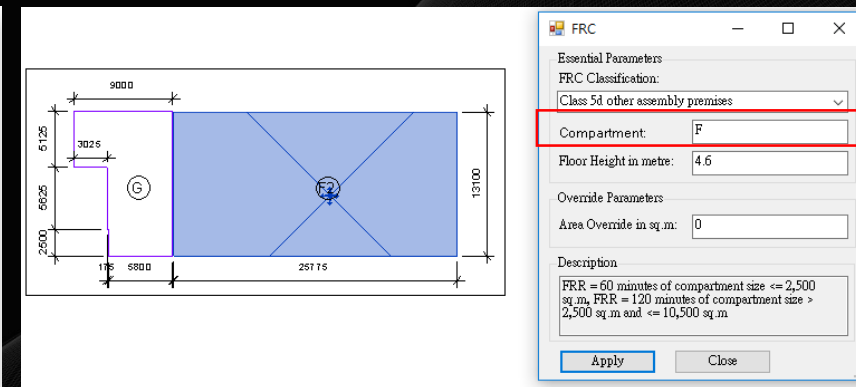 9000
5125
3025
5625
G
F2
13100
2500
175
5800
25775
FRC
Essential Parameters
FRC Classification:
Class 5d other assembly premises
Compartment:
F
Floor Height in metre:
4.6
Override Parameters
Area Override in sq.m:
0
Description
FRR = 60 minutes of compartment size <= 2,500
sq.m, FRR = 120 minutes of compartment size >
2,500 sq.m and <= 10,500 sq.m
Apply
Close